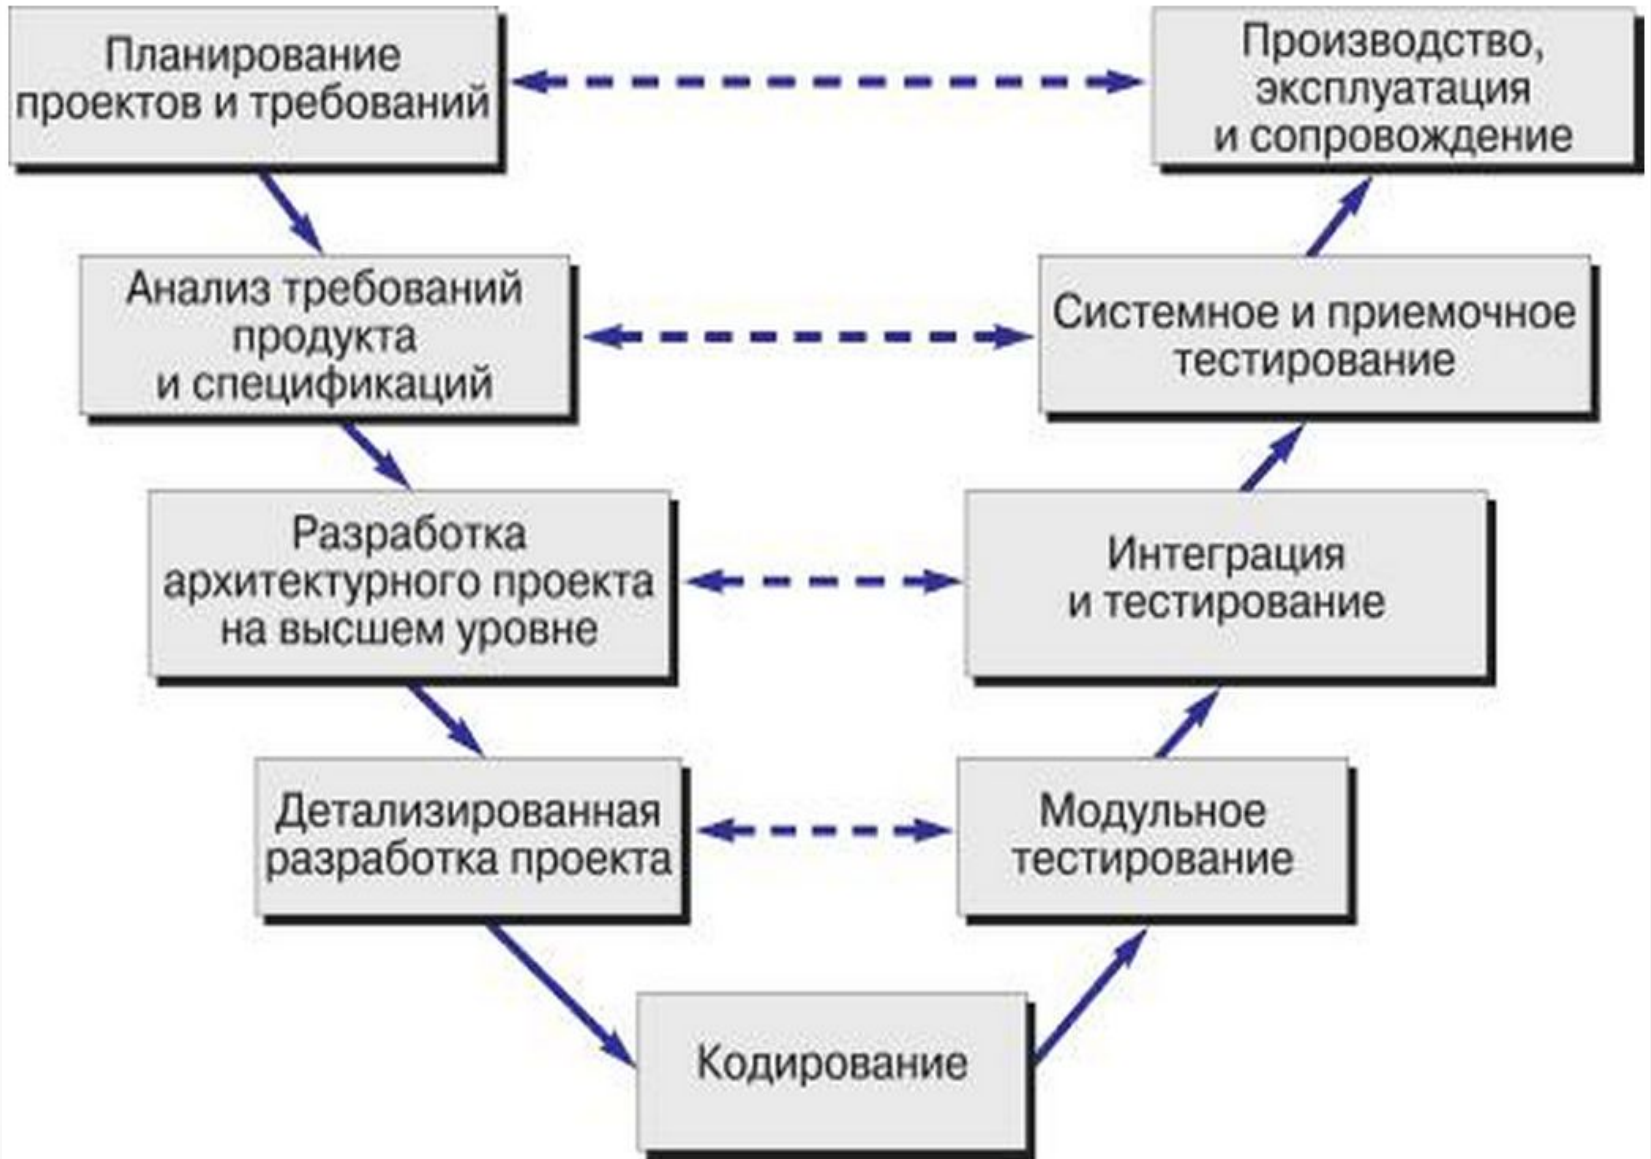 Планирование
проектов и требований
Производство,
эксплуатация
и сопровождение
Анализ требований
продукта
и спецификаций
Системное и приемочное
тестирование
Разработка
архитектурного проекта
на высшем уровне
Интеграция
и тестирование
Детализированная
разработка проекта
Модульное
тестирование
Кодирование